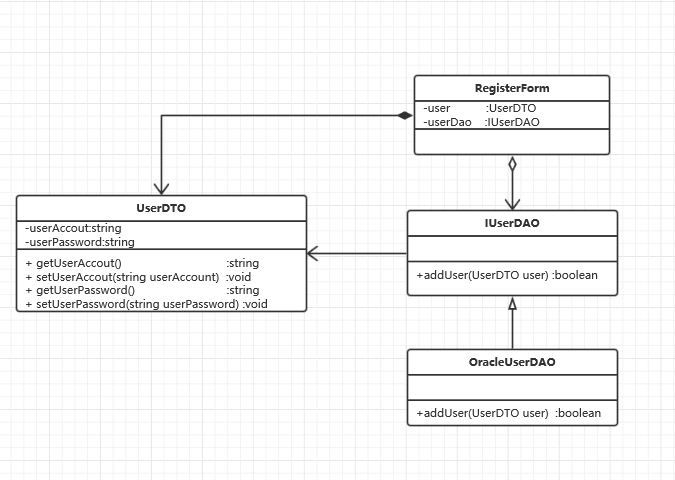 RegisterForm
-user :UserDTO
-userDao :IUserDAO
UserDTO
-userAccout:string
-userPassword:string
+ getUserAccout() :string
+ setUserAccout(string userAccount) :void
+ getUserPassword() :string
+ setUserPassword(string userPassword) :void
IUserDAO
+addUser(UserDTO user) :boolean
OracleUserDAO
+addUser(UserDTO user) :boolean